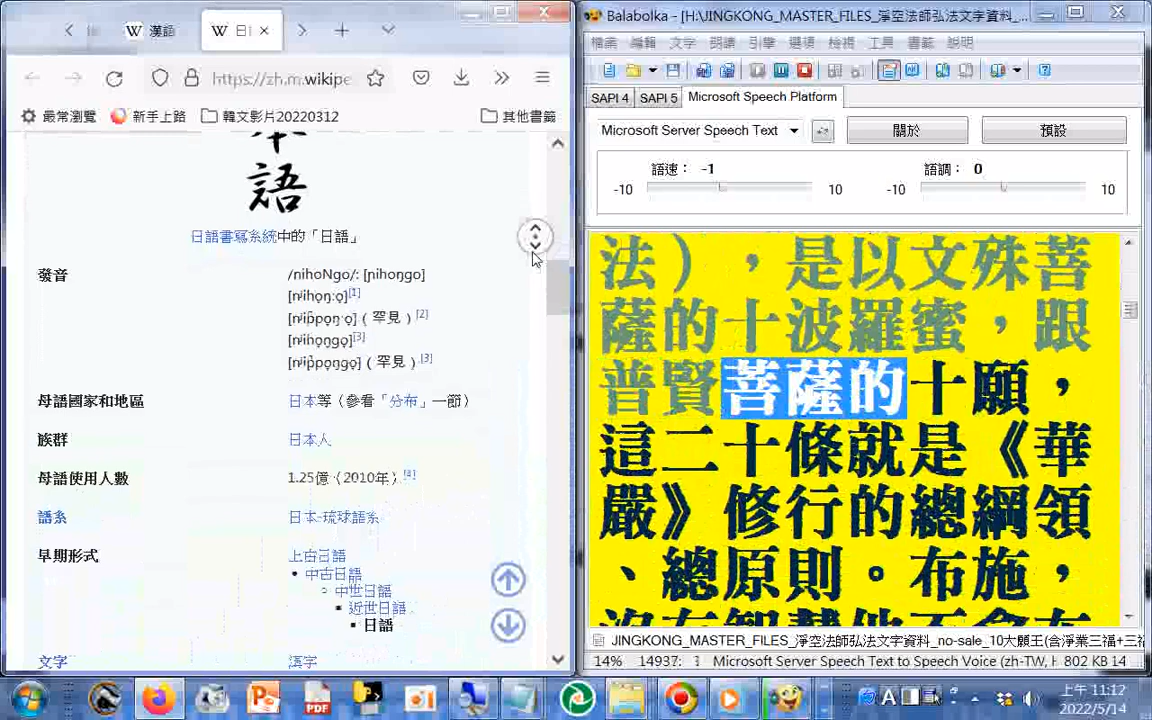 漢語
日
https://zh.m.wikipe
最常瀏覽
新手上路
韓文影片20220312
其他書籤
語
日語書寫系統中的「日語」
發音
/nihoNgo/: [ɲihoŋgo]
母語國家和地區
日本等（參看「分布」一節）
族群
日本人
母語使用人數
1.25億（2010年）[4]
語系
日本-琉球語系
早期形式
上古日語
中古日語
中世日語
近世日語
日語
文字
漢字
Balabolka - [H:\JINGKONG_MASTER_FILES_淨空法師弘法文字資料_...
檔案 編輯 文字 朗讀 引擎 選項 檢視 工具 書籤 說明
SAPI 4
SAPI 5
Microsoft Speech Platform
Microsoft Server Speech Text
關於
預設
語速： -1
語調： 0
-10
10
-10
10
法），是以文殊菩
薩的十波羅蜜，跟
普賢菩薩的十願，
這二十條就是《華
嚴》修行的總綱領
、總原則。布施，
JINGKONG_MASTER_FILES_淨空法師弘法文字資料_no-sale_10大願王(含淨業三福+三福
14%
14937:
Microsoft Server Speech Text to Speech Voice (zh-TW, H
802 KB
14
上午 11:12
2022/5/14